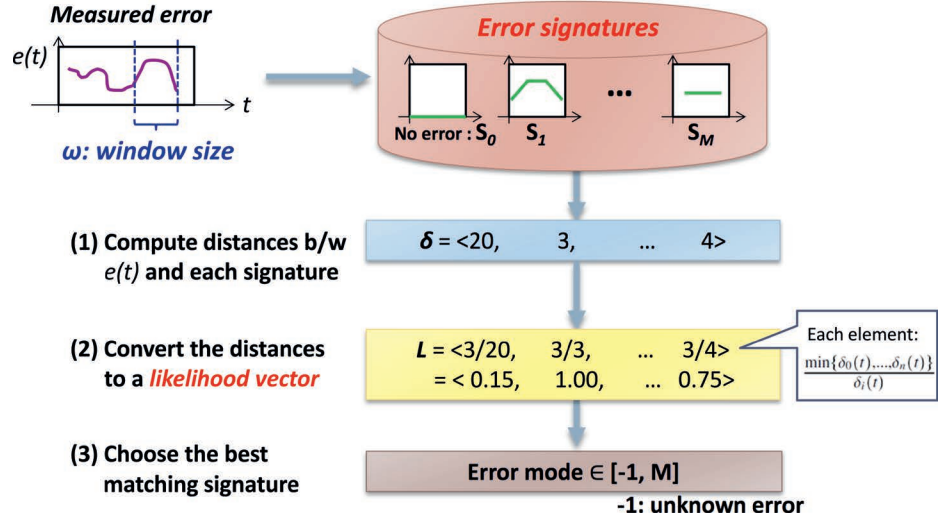 Measured error
e(t)
t
ω: window size
Error signatures
No error : S0
S1
...
SM
(1) Compute distances b/w
e(t) and each signature
δ = <20, 3, ... 4>
(2) Convert the distances
to a likelihood vector
L = <3/20, 3/3, ... 3/4>
= < 0.15, 1.00, ... 0.75>
Each element:
min{δ0(t),...,δn(t)}
δi(t)
(3) Choose the best
matching signature
Error mode ∈ [-1, M]
-1: unknown error